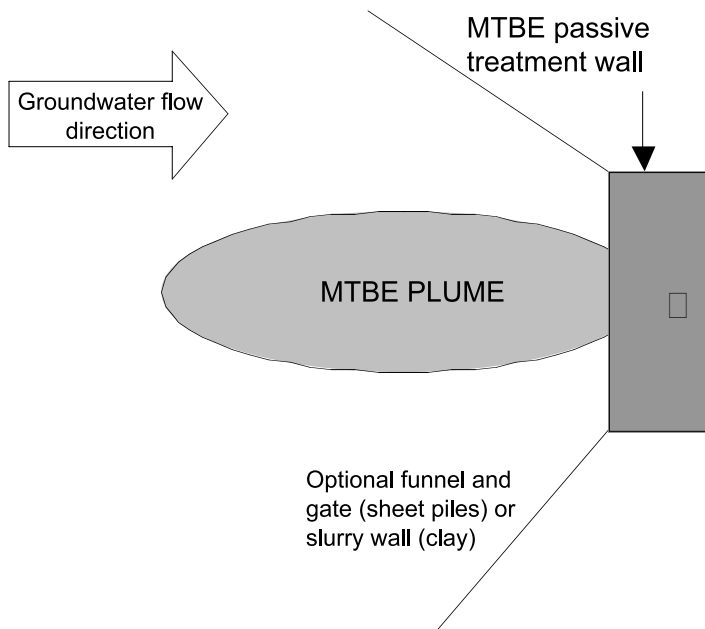 MTBE passive
treatment wall
Groundwater flow
direction
MTBE PLUME
Optional funnel and
gate (sheet piles) or
slurry wall (clay)